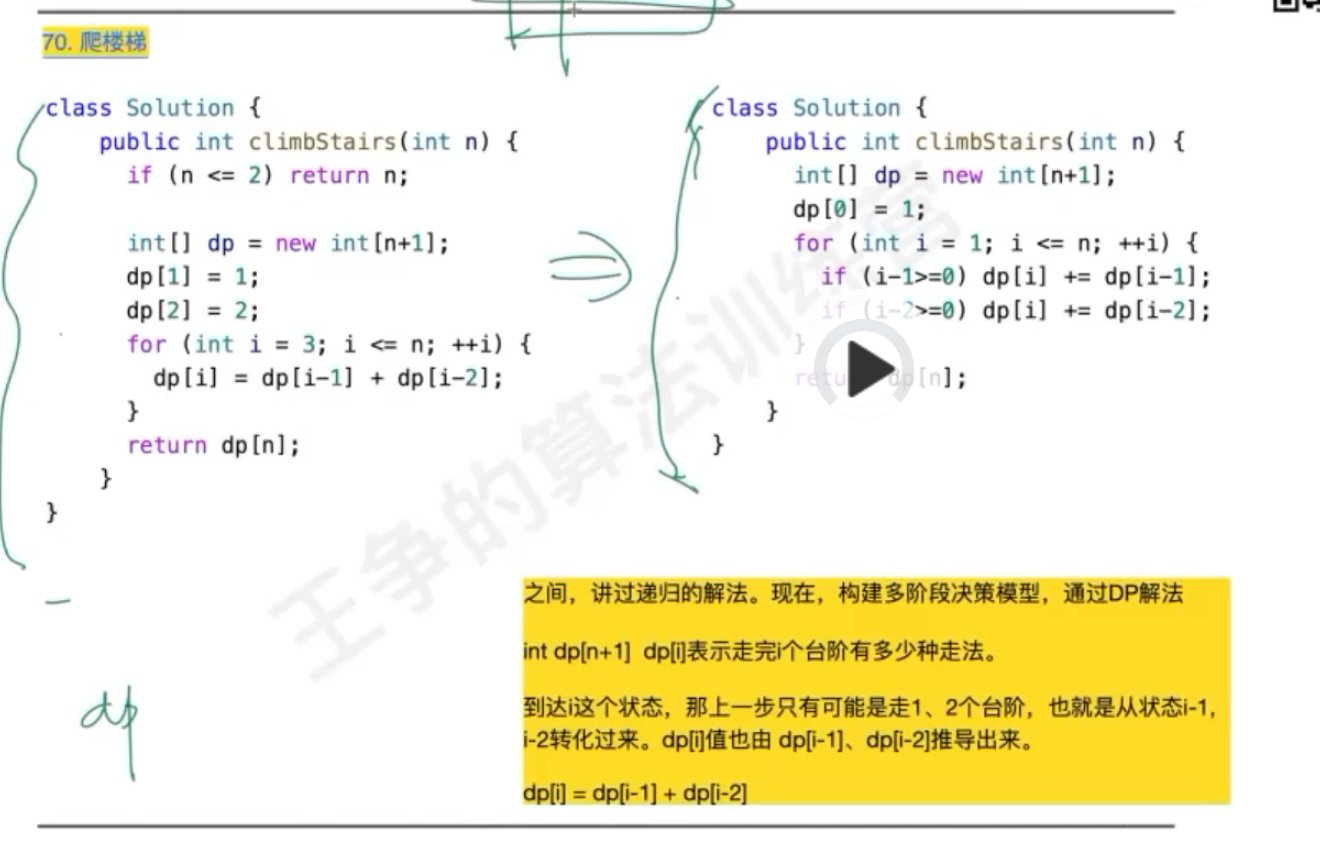 70. 爬楼梯
class Solution {
public int climbStairs(int n) {
if (n <= 2) return n;
int[] dp = new int[n+1];
dp[1] = 1;
dp[2] = 2;
for (int i = 3; i <= n; ++i) {
dp[i] = dp[i-1] + dp[i-2];
}
return dp[n];
}
}
class Solution {
public int climbStairs(int n) {
int[] dp = new int[n+1];
dp[0] = 1;
for (int i = 1; i <= n; ++i) {
if (i-1>=0) dp[i] += dp[i-1];
if (i-2>=0) dp[i] += dp[i-2];
}
retu dp[n];
}
}
王争的算法训练营
dp
之间，讲过递归的解法。现在，构建多阶段决策模型，通过DP解法
int dp[n+1] dp[i]表示走完i个台阶有多少种走法。
到达i这个状态，那上一步只有可能是走1、2个台阶，也就是从状态i-1,
i-2转化过来。dp[i]值也由 dp[i-1]、dp[i-2]推导出来。
dp[i] = dp[i-1] + dp[i-2]